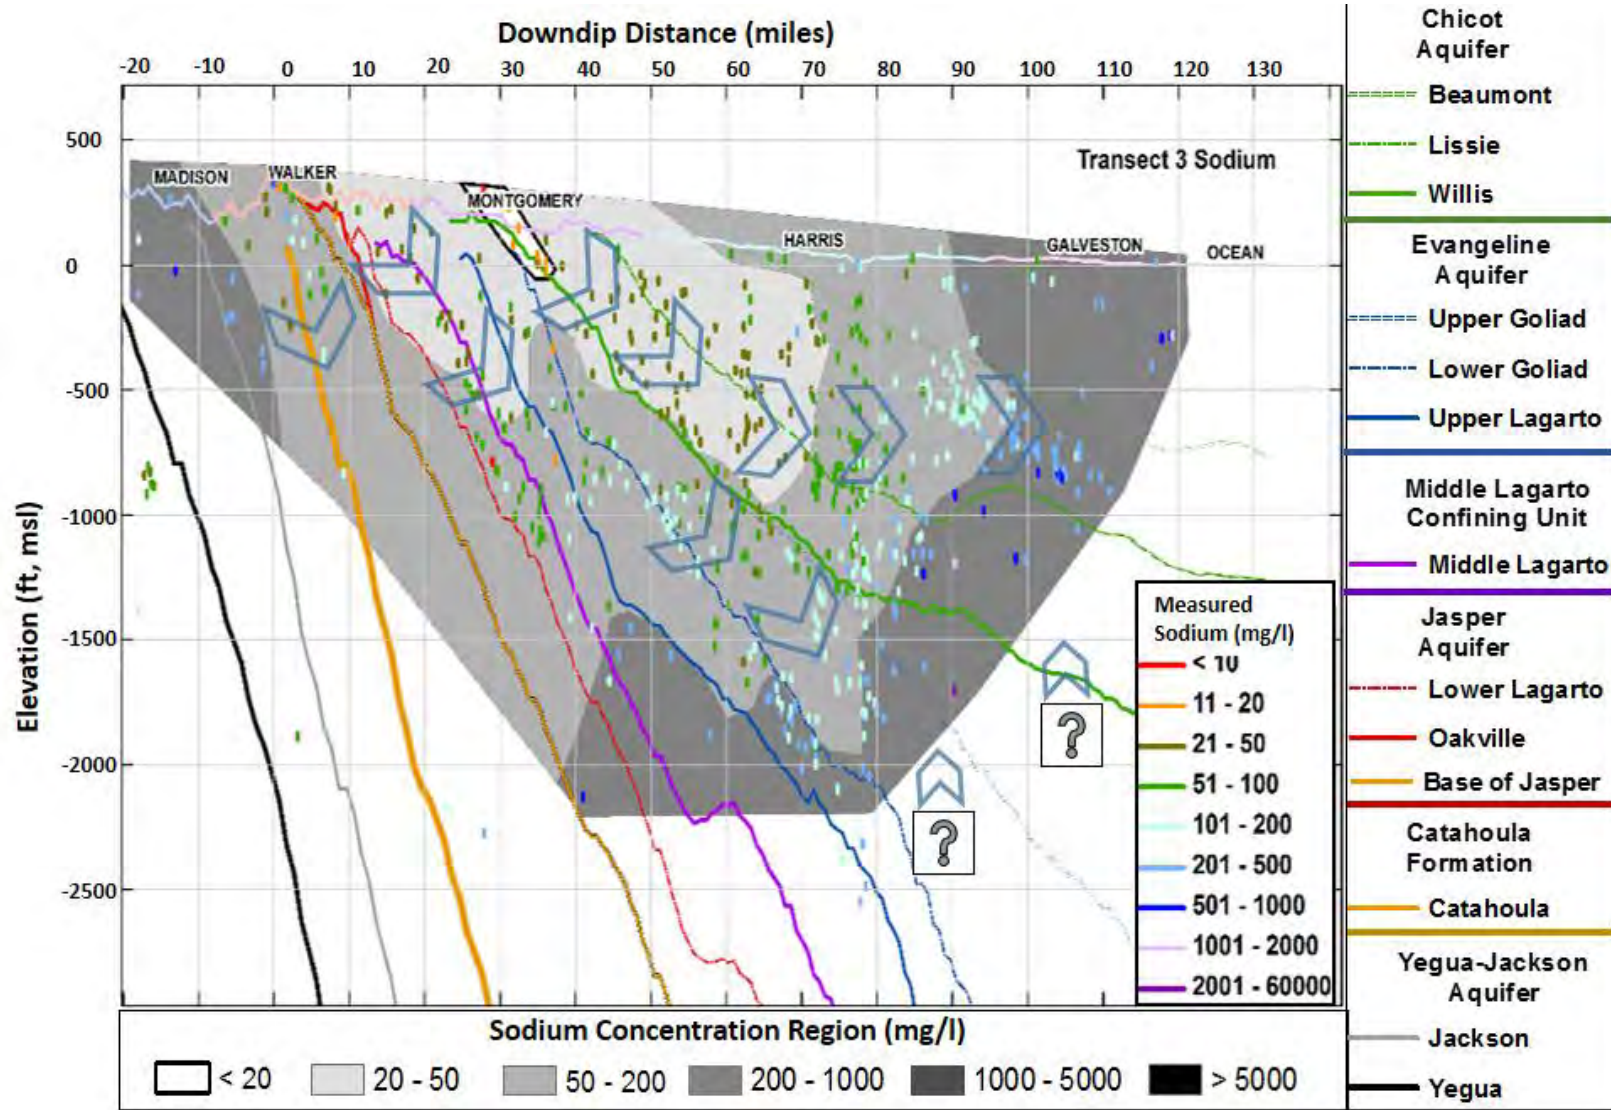 Downdip Distance (miles)
-20 -10 0 10 20 30 40 50 60 70 80 90 100 110 120 130
Transect 3 Sodium
MADISON WALKER MONTGOMERY HARRIS GALVESTON OCEAN
Elevation (ft, msl)
500
0
-500
-1000
-1500
-2000
-2500
?
?
Measured
Sodium (mg/l)
< 10
11 - 20
21 - 50
51 - 100
101 - 200
201 - 500
501 - 1000
1001 - 2000
2001 - 60000
Sodium Concentration Region (mg/l)
< 20 20 - 50 50 - 200 200 - 1000 1000 - 5000 > 5000
Chicot
Aquifer
Beaumont
Lissie
Willis
Evangeline
Aquifer
Upper Goliad
Lower Goliad
Upper Lagarto
Middle Lagarto
Confining Unit
Middle Lagarto
Jasper
Aquifer
Lower Lagarto
Oakville
Base of Jasper
Catahoula
Formation
Catahoula
Yegua-Jackson
Aquifer
Jackson
Yegua